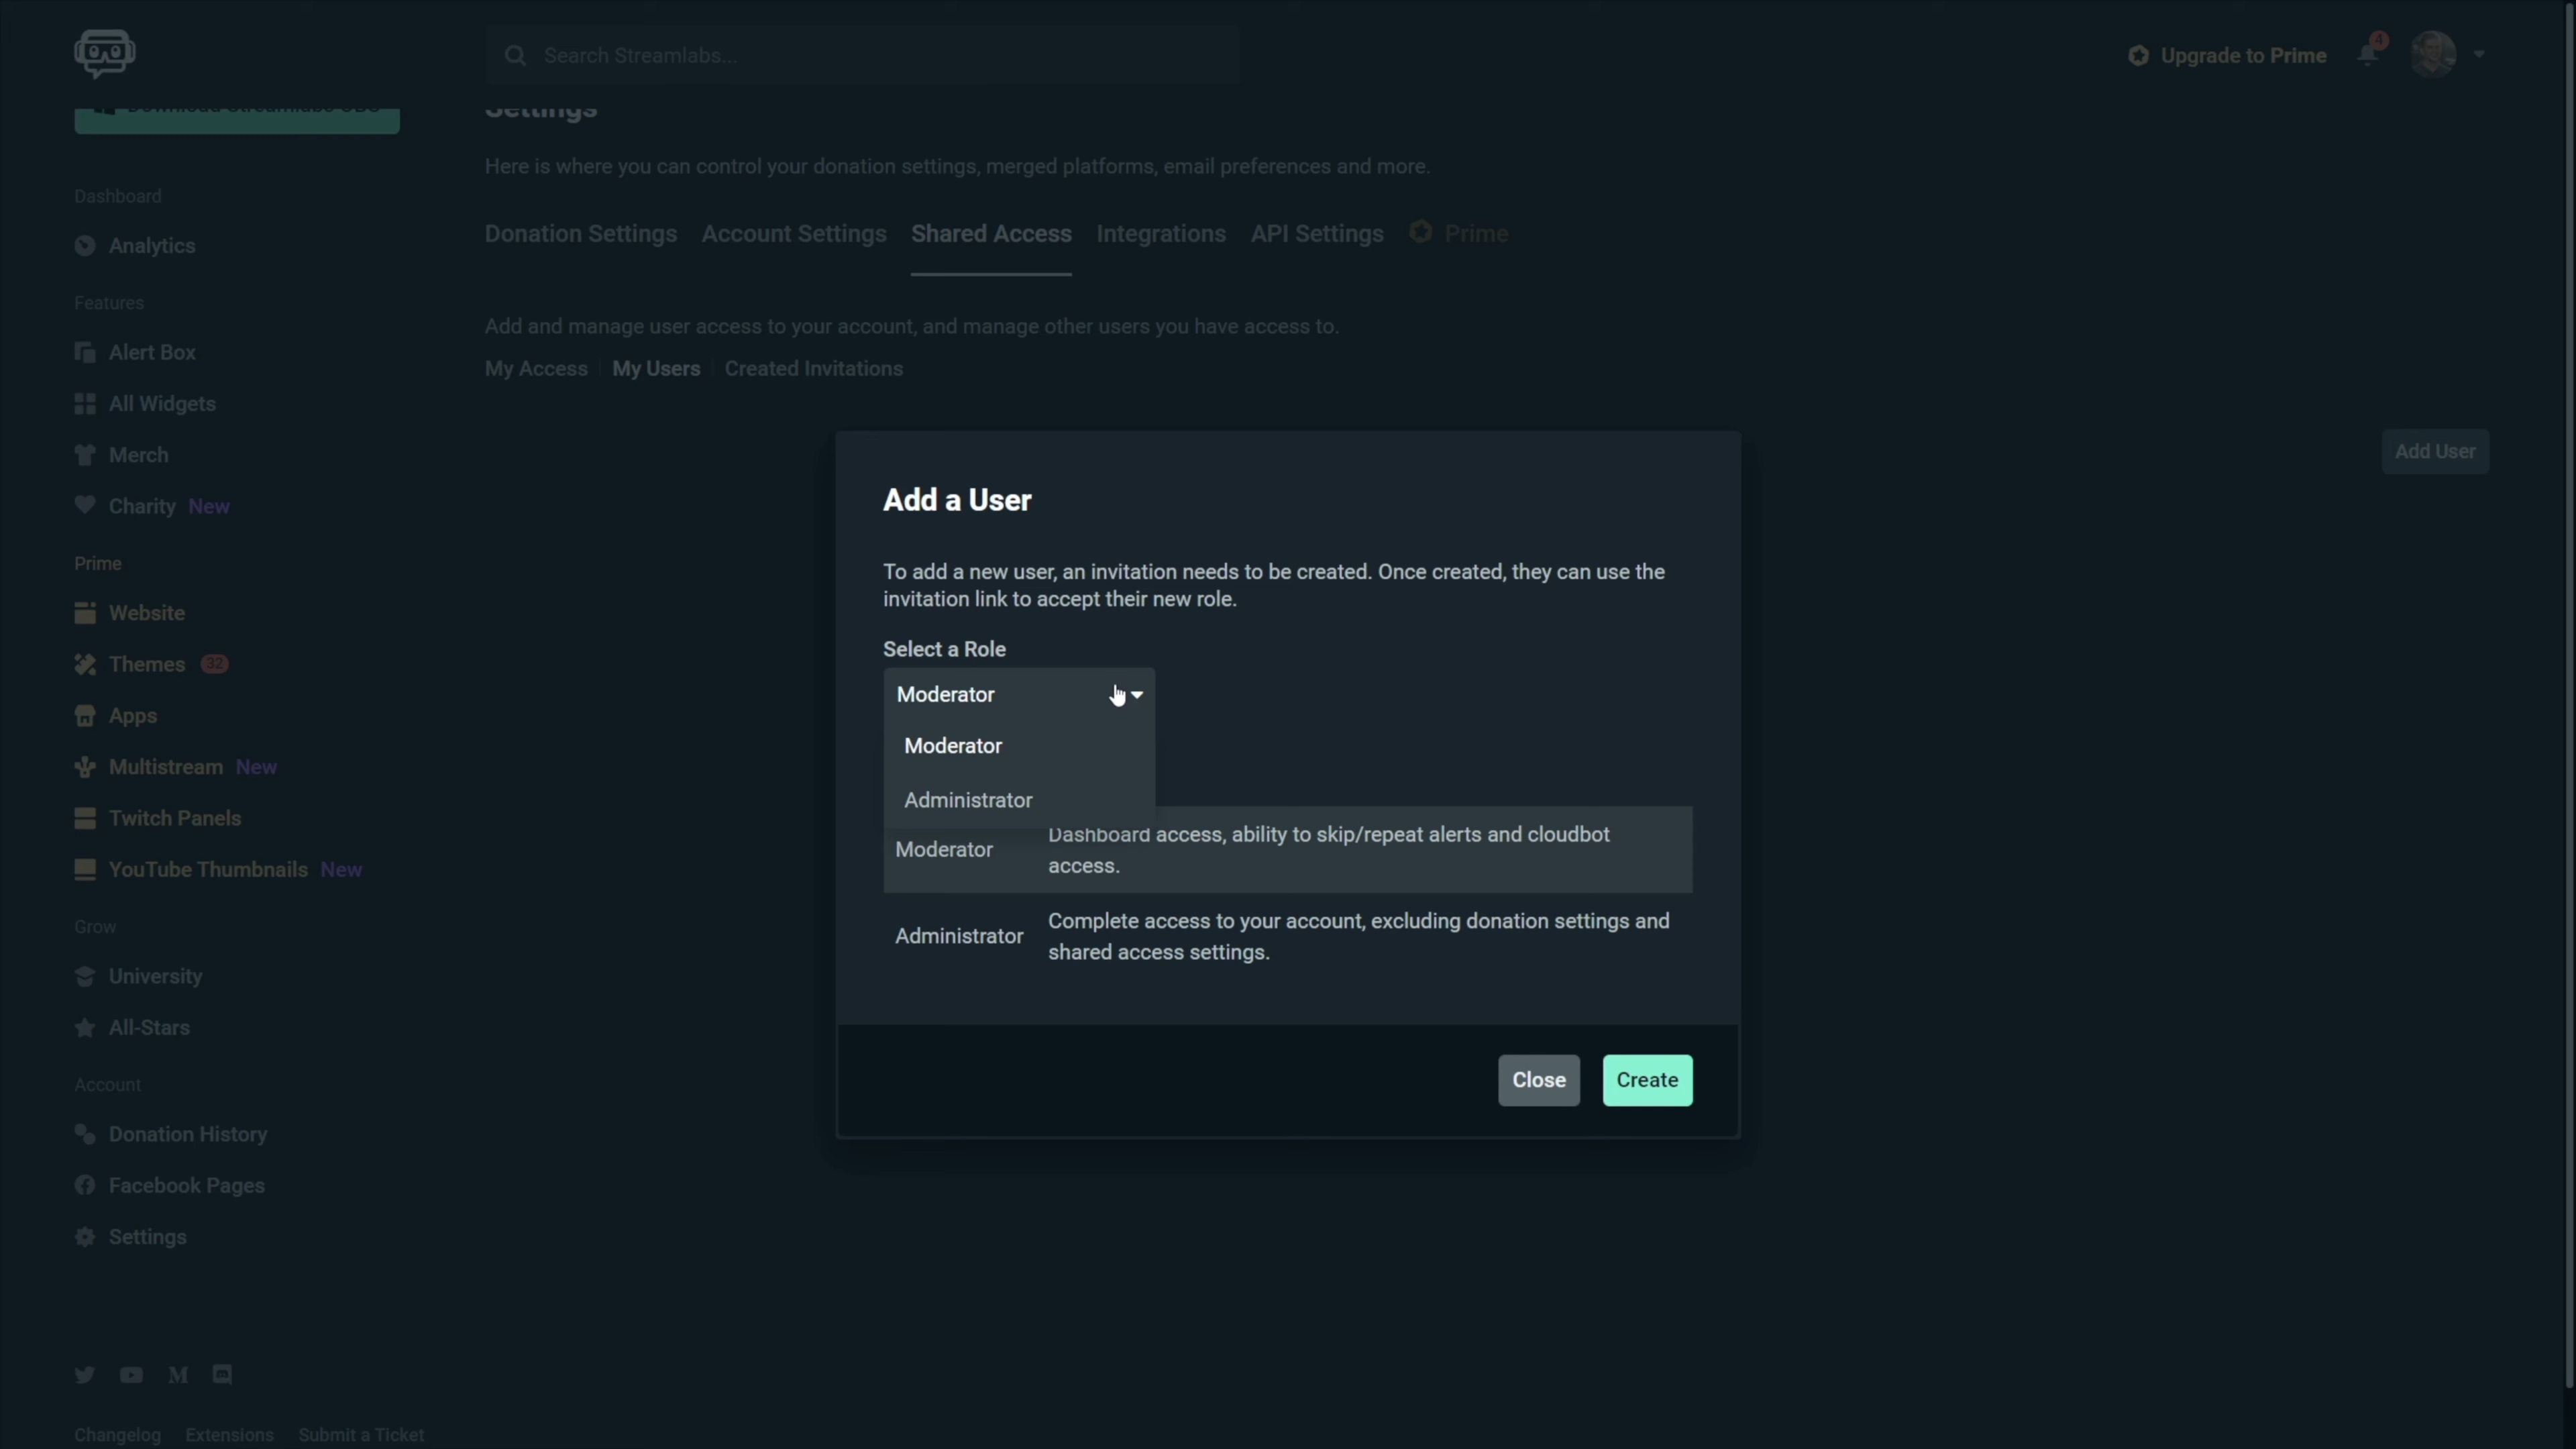 Search Streamlabs...
Upgrade to Prime
4
Settings
Here is where you can control your donation settings, merged platforms, email preferences and more.
Donation Settings
Account Settings
Shared Access
Integrations
API Settings
Prime
Add and manage user access to your account, and manage other users you have access to.
My Access
My Users
Created Invitations
Add User
Download Streamlabs OBS
Dashboard
Analytics
Features
Alert Box
All Widgets
Merch
Charity New
Prime
Website
Themes 32
Apps
Multistream New
Twitch Panels
YouTube Thumbnails New
Grow
University
All-Stars
Account
Donation History
Facebook Pages
Settings
Changelog
Extensions
Submit a Ticket
Add a User
To add a new user, an invitation needs to be created. Once created, they can use the
invitation link to accept their new role.
Select a Role
Moderator
Moderator
Administrator
Moderator
Dashboard access, ability to skip/repeat alerts and cloudbot
access.
Administrator
Complete access to your account, excluding donation settings and
shared access settings.
Close
Create